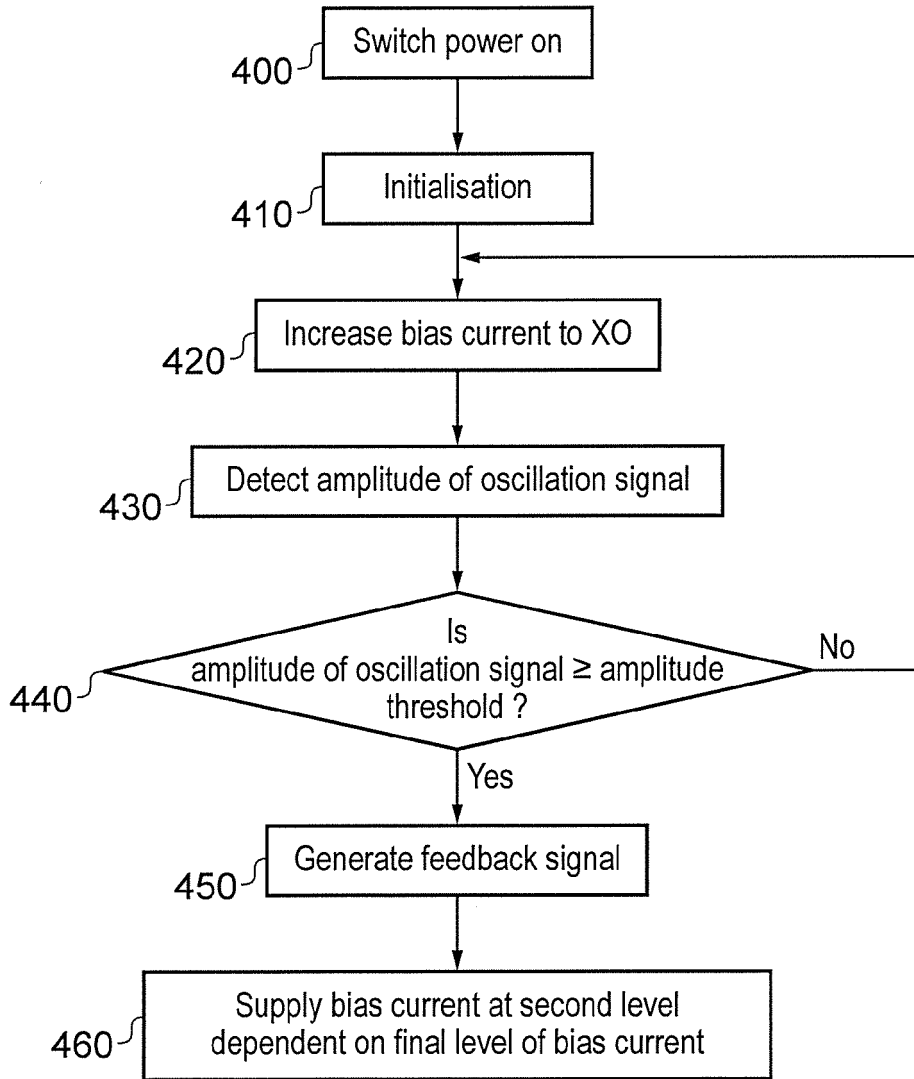 Switch power on
400
Initialisation
410
Increase bias current to XO
420
Detect amplitude of oscillation signal
430
Is
amplitude of oscillation signal ≥ amplitude
threshold ?
No
440
Yes
Generate feedback signal
450
Supply bias current at second level
dependent on final level of bias current
460